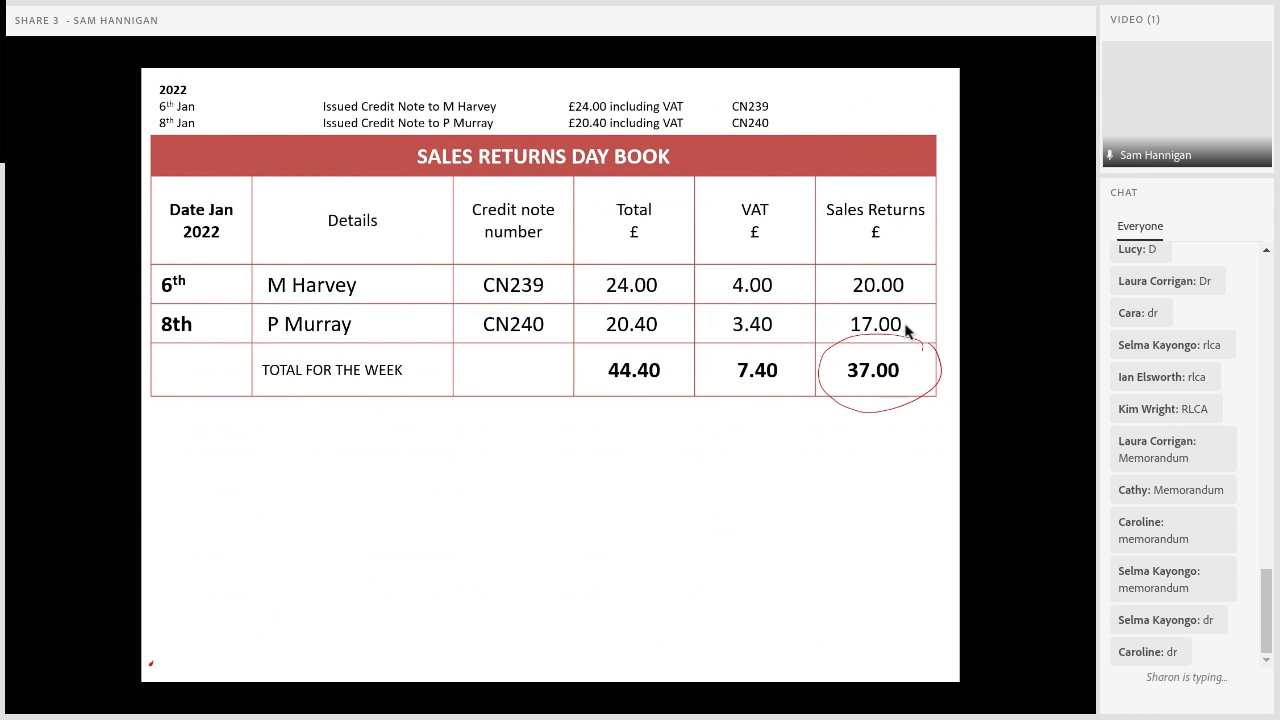 SHARE 3 - SAM HANNIGAN
2022
6th Jan Issued Credit Note to M Harvey £24.00 including VAT CN239
8th Jan Issued Credit Note to P Murray £20.40 including VAT CN240
SALES RETURNS DAY BOOK
Date Jan 2022 Details Credit note number Total £ VAT £ Sales Returns £
6th M Harvey CN239 24.00 4.00 20.00
8th P Murray CN240 20.40 3.40 17.00
TOTAL FOR THE WEEK 44.40 7.40 37.00
VIDEO (1)
Sam Hannigan
CHAT
Everyone
Lucy: D
Laura Corrigan: Dr
Cara: dr
Selma Kayongo: rlca
Ian Elsworth: rlca
Kim Wright: RLCA
Laura Corrigan:
Memorandum
Cathy: Memorandum
Caroline:
memorandum
Selma Kayongo:
memorandum
Selma Kayongo: dr
Caroline: dr
Sharon is typing...